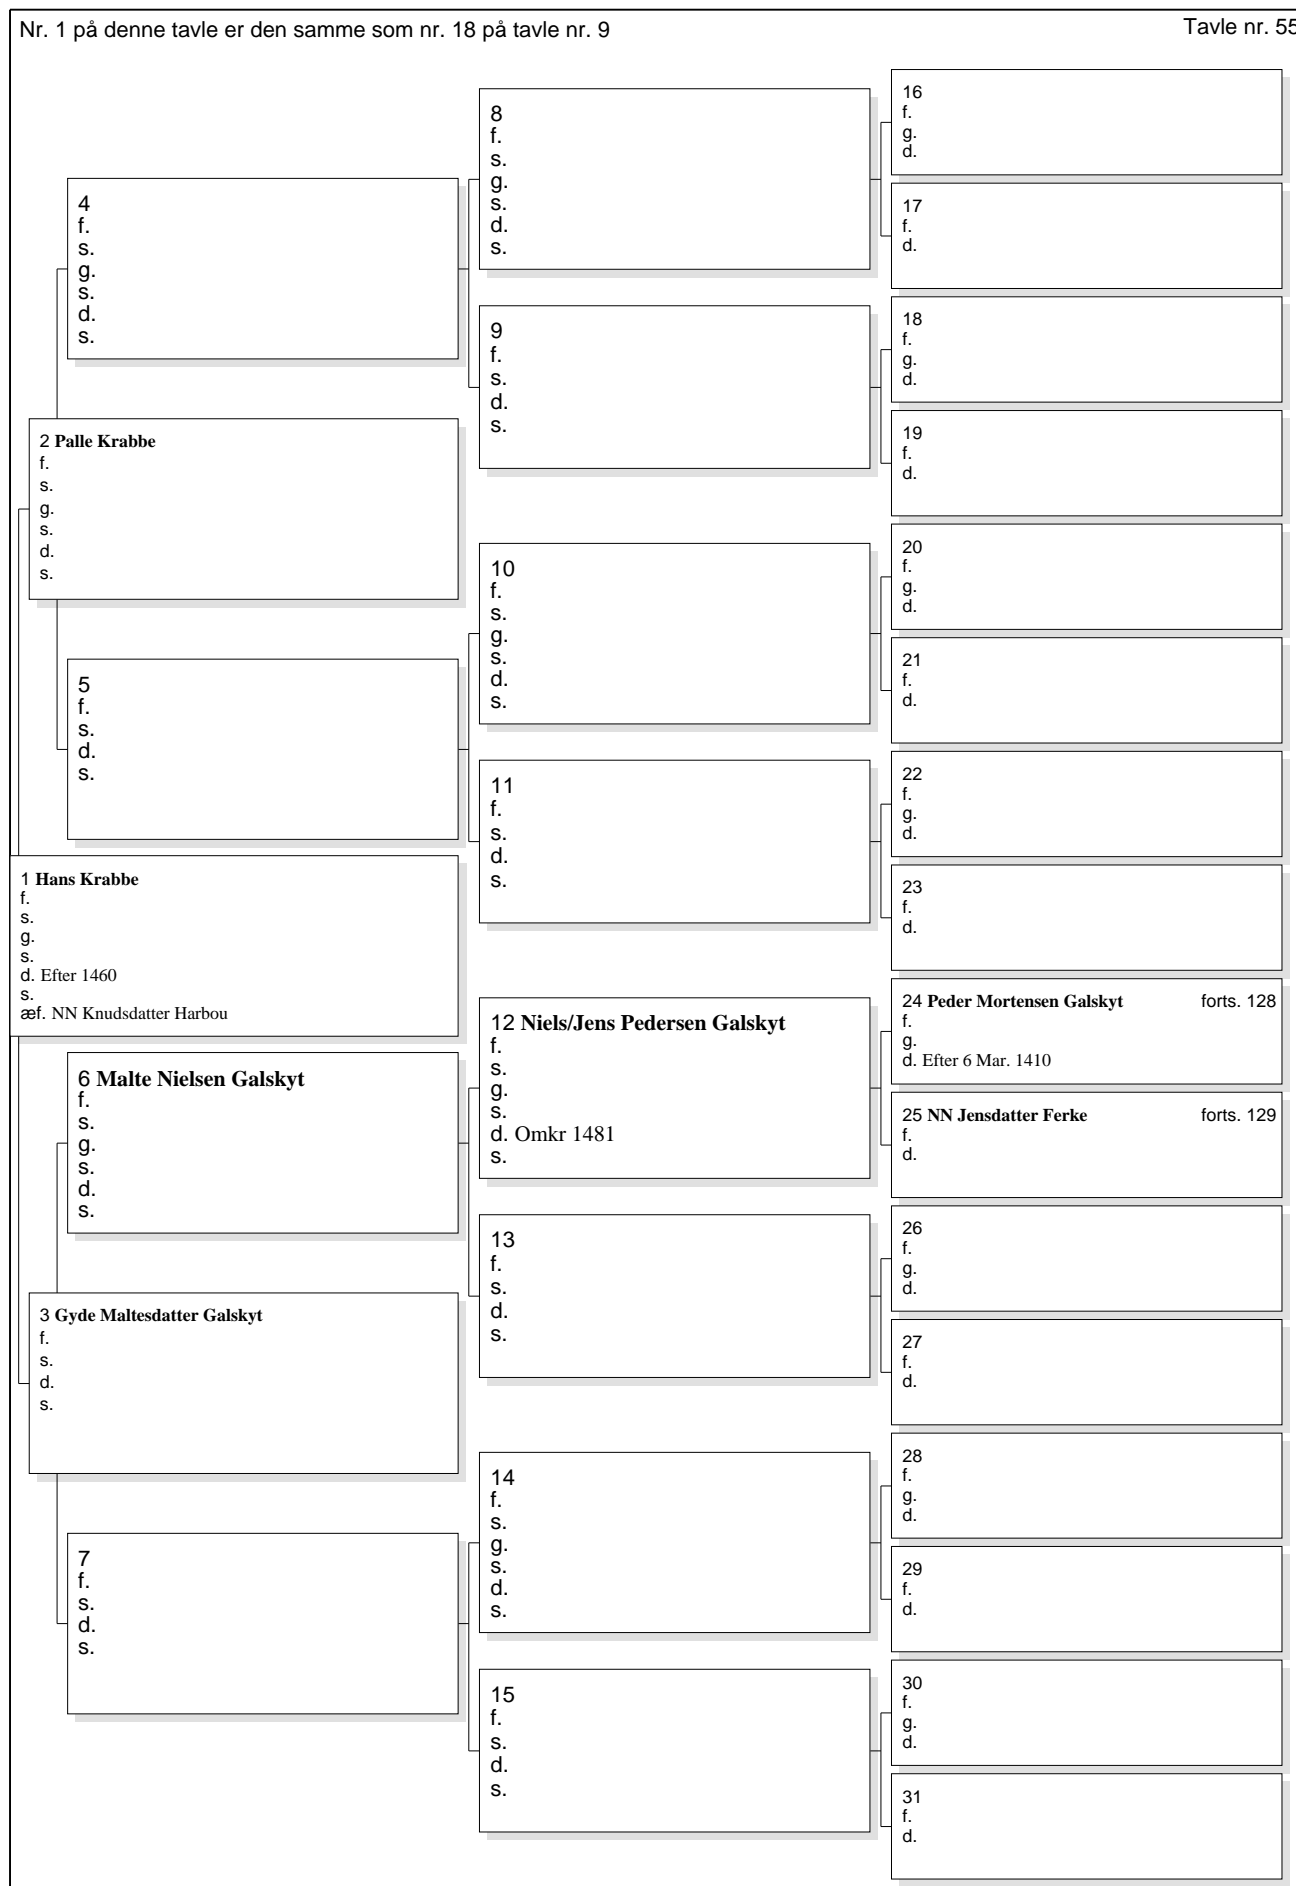 Nr. 1 på denne tavle er den samme som nr. 18 på tavle nr. 9
Tavle nr. 55
16
f.
g.
d.
8
f.
s.
g.
s.
d.
s.
17
f.
d.
4
f.
s.
g.
s.
d.
s.
18
f.
g.
d.
9
f.
s.
d.
s.
19
f.
d.
2 Palle Krabbe
f.
s.
g.
s.
d.
s.
20
f.
g.
d.
10
f.
s.
g.
s.
d.
s.
21
f.
d.
5
f.
s.
d.
s.
22
f.
g.
d.
11
f.
s.
d.
s.
23
f.
d.
1 Hans Krabbe
f.
s.
g.
s.
d. Efter 1460
s.
æf. NN Knudsdatter Harbou
24 Peder Mortensen Galskyt forts. 128
f.
g.
d. Efter 6 Mar. 1410
12 Niels/Jens Pedersen Galskyt
f.
s.
g.
s.
d. Omkr 1481
s.
25 NN Jensdatter Ferke forts. 129
f.
d.
6 Malte Nielsen Galskyt
f.
s.
g.
s.
d.
s.
26
f.
g.
d.
13
f.
s.
d.
s.
27
f.
d.
3 Gyde Maltesdatter Galskyt
f.
s.
d.
s.
28
f.
g.
d.
14
f.
s.
g.
s.
d.
s.
29
f.
d.
7
f.
s.
d.
s.
30
f.
g.
d.
15
f.
s.
d.
s.
31
f.
d.